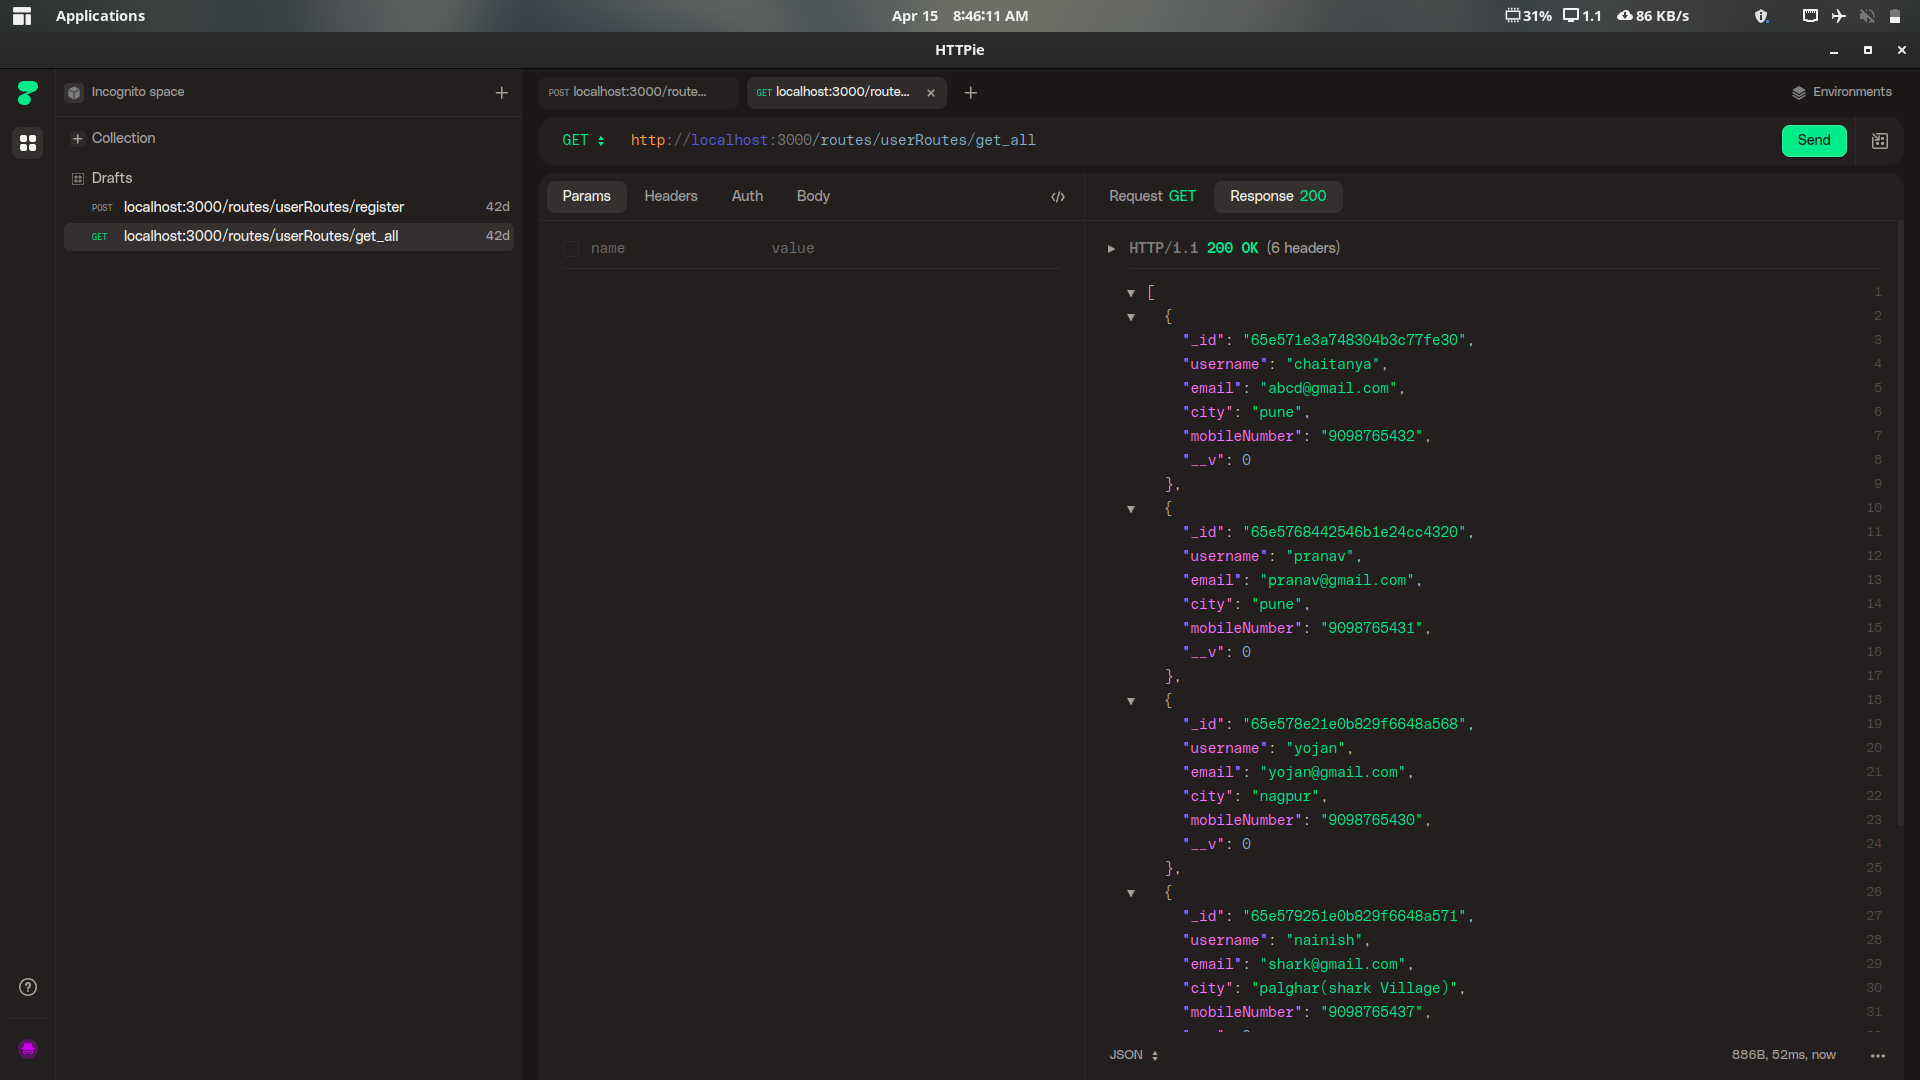 Applications
Apr 15 8:46:11 AM
31% 1.1 86 KB/s
HTTPie
Incognito space
Collection
Drafts
POST localhost:3000/routes/userRoutes/register 42d
GET localhost:3000/routes/userRoutes/get_all 42d
POST localhost:3000/route...
GET localhost:3000/route...
Environments
GET http://localhost:3000/routes/userRoutes/get_all
Send
Params Headers Auth Body
name value
Request GET Response 200
HTTP/1.1 200 OK (6 headers)
[ 1
{ 2
"_id": "65e571e3a748304b3c77fe30", 3
"username": "chaitanya", 4
"email": "abcd@gmail.com", 5
"city": "pune", 6
"mobileNumber": "9098765432", 7
"__v": 0 8
}, 9
{ 10
"_id": "65e5768442546b1e24cc4320", 11
"username": "pranav", 12
"email": "pranav@gmail.com", 13
"city": "pune", 14
"mobileNumber": "9098765431", 15
"__v": 0 16
}, 17
{ 18
"_id": "65e578e21e0b829f6648a568", 19
"username": "yojan", 20
"email": "yojan@gmail.com", 21
"city": "nagpur", 22
"mobileNumber": "9098765430", 23
"__v": 0 24
}, 25
{ 26
"_id": "65e579251e0b829f6648a571", 27
"username": "nainish", 28
"email": "shark@gmail.com", 29
"city": "palghar(shark Village)", 30
"mobileNumber": "9098765437", 31
JSON
886B, 52ms, now